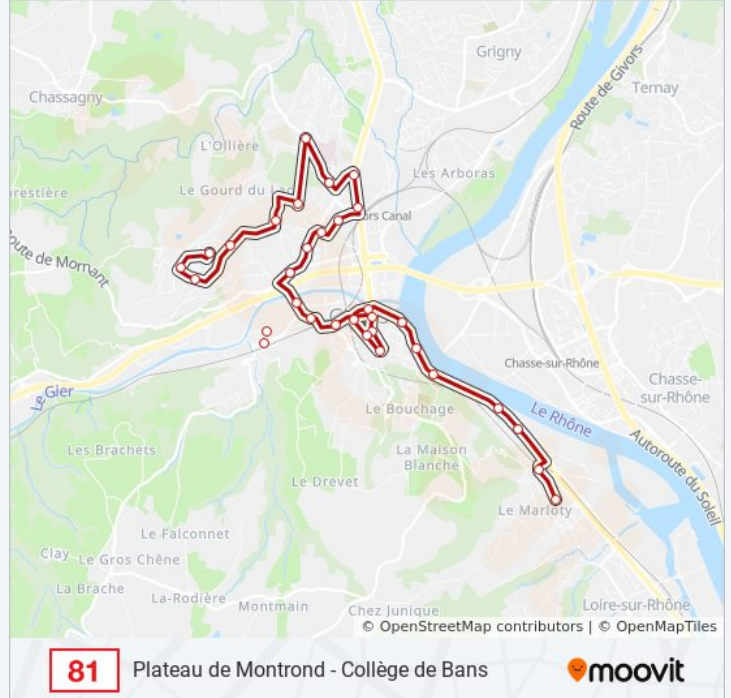 Grigny
Route de Givors
Ternay
Chassagny
L'Ollière
Les Arboras
Le Gourd du
orestière
ors Canal
oute de Mornant
Le Gier
Chasse-sur-Rhône
Chasse-
sur-Rhône
Le Bouchage
Le Rhône
Les Brachets
La Maison
Blanche
Autoroute du Soleil
Le Drevet
Le Marloty
Le Falconnet
Clay
Le Gros Chêne
La Brache
La-Rodière
Montmain
Chez Junique
Loire-sur-Rhône
© OpenStreetMap contributors | © OpenMapTiles
81 Plateau de Montrond - Collège de Bans moovit